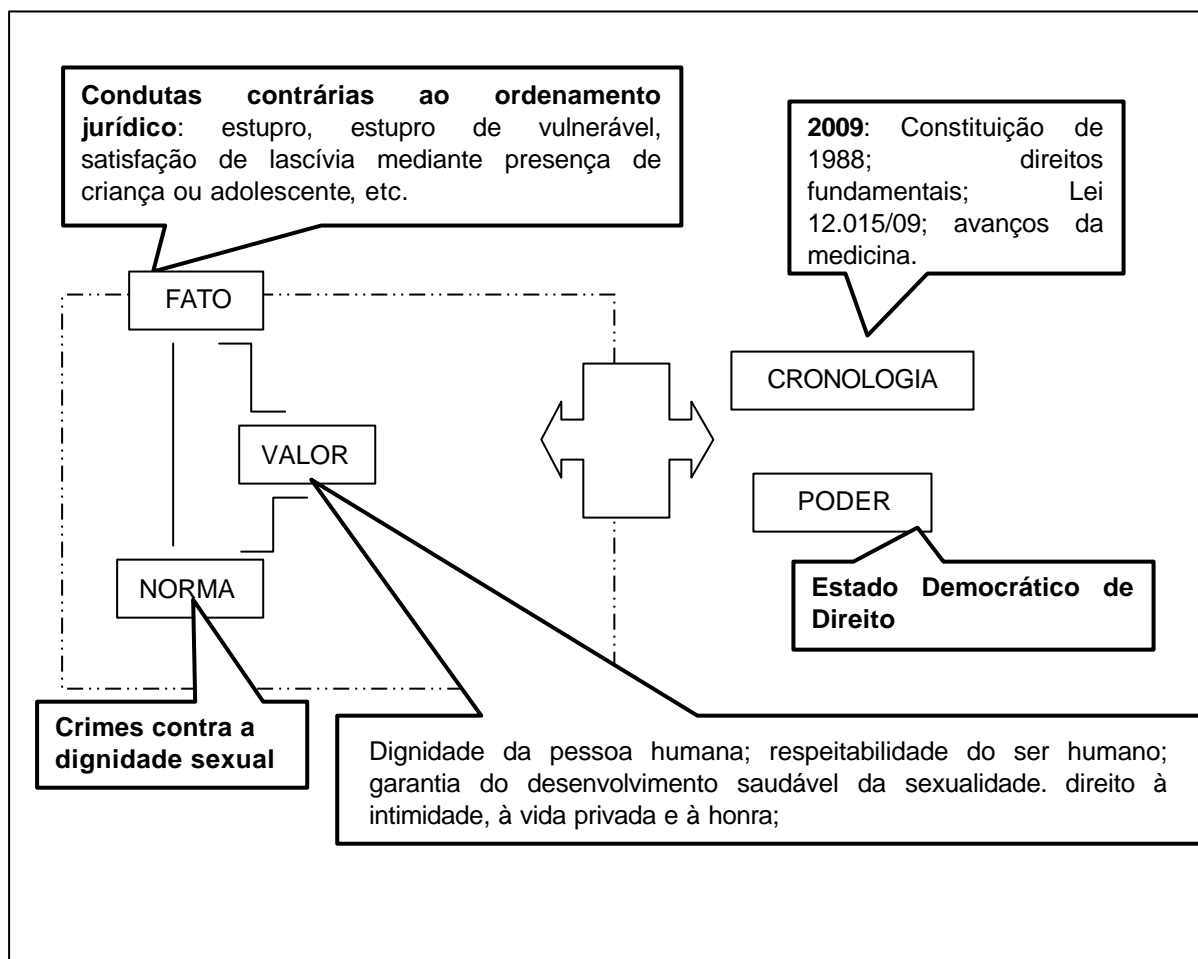 Condutas contrárias ao ordenamento
jurídico: estupro, estupro de vulnerável,
satisfação de lascívia mediante presença de
criança ou adolescente, etc.
2009: Constituição de
1988; direitos
fundamentais; Lei
12.015/09; avanços da
medicina.
FATO
CRONOLOGIA
VALOR
PODER
NORMA
Estado Democrático de
Direito
Crimes contra a
dignidade sexual
Dignidade da pessoa humana; respeitabilidade do ser humano;
garantia do desenvolvimento saudável da sexualidade. direito à
intimidade, à vida privada e à honra;